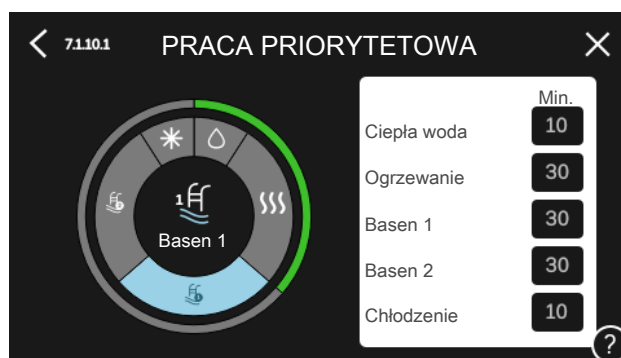 7.1.10.1 PRACA PRIORYTETOWA
Min.
Ciepła woda 10
Ogrzewanie 30
Basen 1 30
Basen 2 30
Chłodzenie 10
1
Basen 1
?